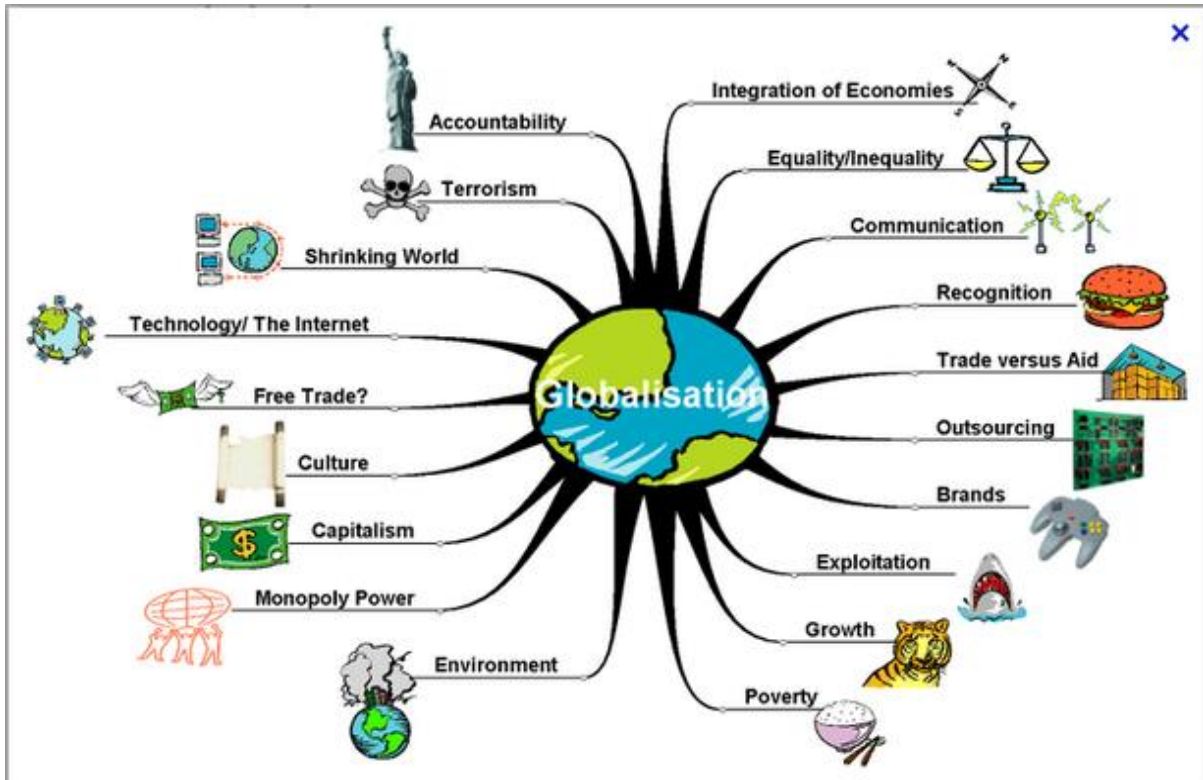 Globalisation
Integration of Economies
Equality/Inequality
Communication
Recognition
Trade versus Aid
Outsourcing
Brands
Exploitation
Growth
Poverty
Accountability
Terrorism
Shrinking World
Technology/ The Internet
Free Trade?
Culture
Capitalism
Monopoly Power
Environment